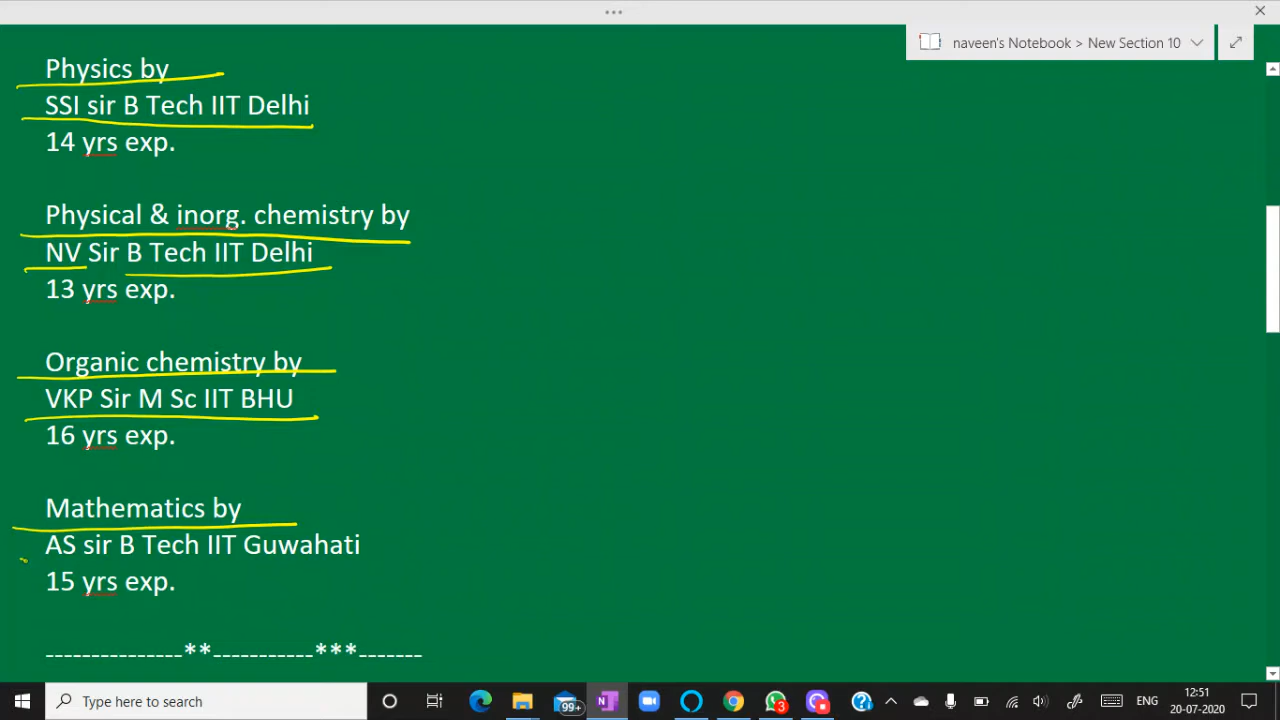 naveen's Notebook > New Section 10
Physics by
SSI sir B Tech IIT Delhi
14 yrs exp.
Physical & inorg. chemistry by
NV Sir B Tech IIT Delhi
13 yrs exp.
Organic chemistry by
VKP Sir M Sc IIT BHU
16 yrs exp.
Mathematics by
AS sir B Tech IIT Guwahati
15 yrs exp.
---------------**-----------***-------
Type here to search
99+
3
ENG
12:51
20-07-2020